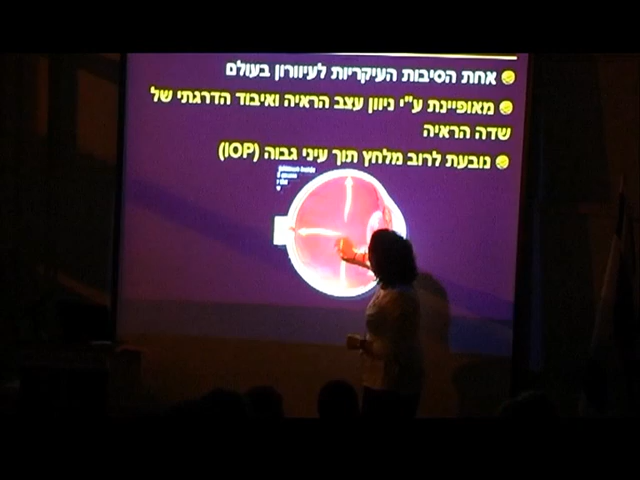 אחת הסיבות העיקריות לעיוורון בעולם
מאופיינת ע"י ניוון עצב הראיה ואיבוד הדרגתי של
שדה הראיה
נובעת לרוב מלחץ תוך עיני גבוה (IOP)